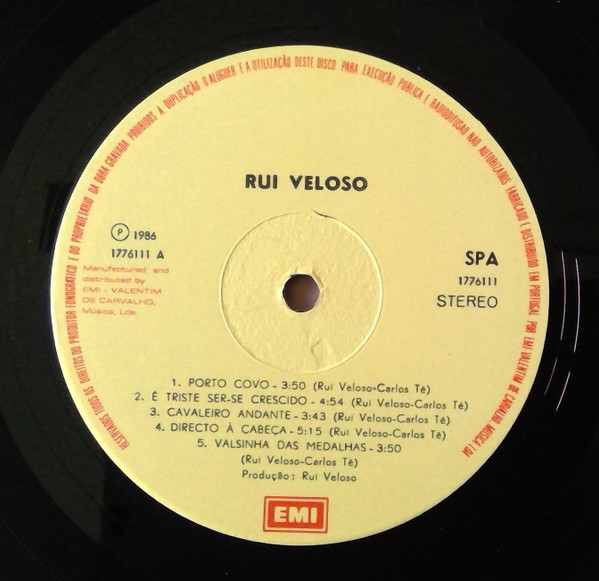 RESERVADOS TODOS OS DIREITOS DO PRODUTOR FONOGRÁFICO E DO PROPRIETÁRIO DA OBRA GRAVADA PROIBIDOS A DUPLICAÇÃO O ALUGUER E A UTILIZAÇÃO DESTE DISCO PARA EXECUÇÃO PÚBLICA E RADIODIFUSÃO NÃO AUTORIZADOS FABRICADO E DISTRIBUIDO EM PORTUGAL POR EMI VALENTIM DE CARVALHO MÚSICA LDA
RUI VELOSO
Ⓟ 1986
1776111 A
Manufactured and
distributed by
EMI - VALENTIM
DE CARVALHO,
Música, Lda.
SPA
1776111
STEREO
1. PORTO COVO - 3:50 (Rui Veloso-Carlos Tê)
2. É TRISTE SER-SE CRESCIDO - 4:54 (Rui Veloso-Carlos Tê)
3. CAVALEIRO ANDANTE - 3:43 (Rui Veloso-Carlos Tê)
4. DIRECTO À CABEÇA - 5:15 (Rui Veloso-Carlos Tê)
5. VALSINHA DAS MEDALHAS - 3:50
(Rui Veloso-Carlos Tê)
Produção: Rui Veloso
EMI